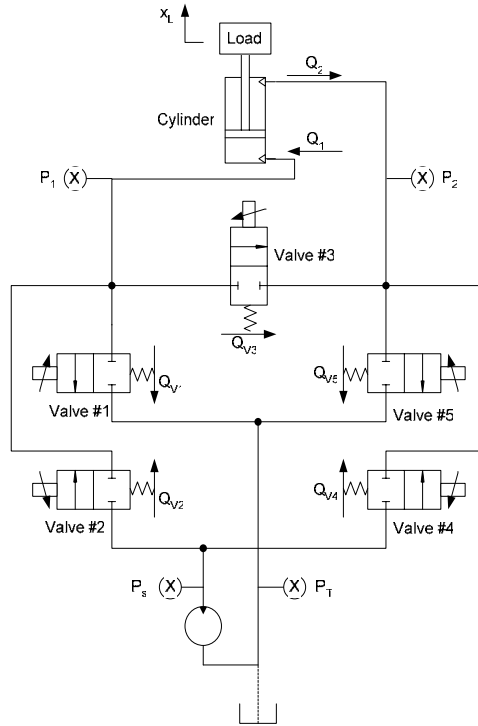 x_L
Load
Q_2
Cylinder
Q_1
P_1 X
X P_2
Valve #3
Q_V3
Q_V1
Valve #1
Q_V5
Valve #5
Q_V2
Valve #2
Q_V4
Valve #4
P_s X
X P_T